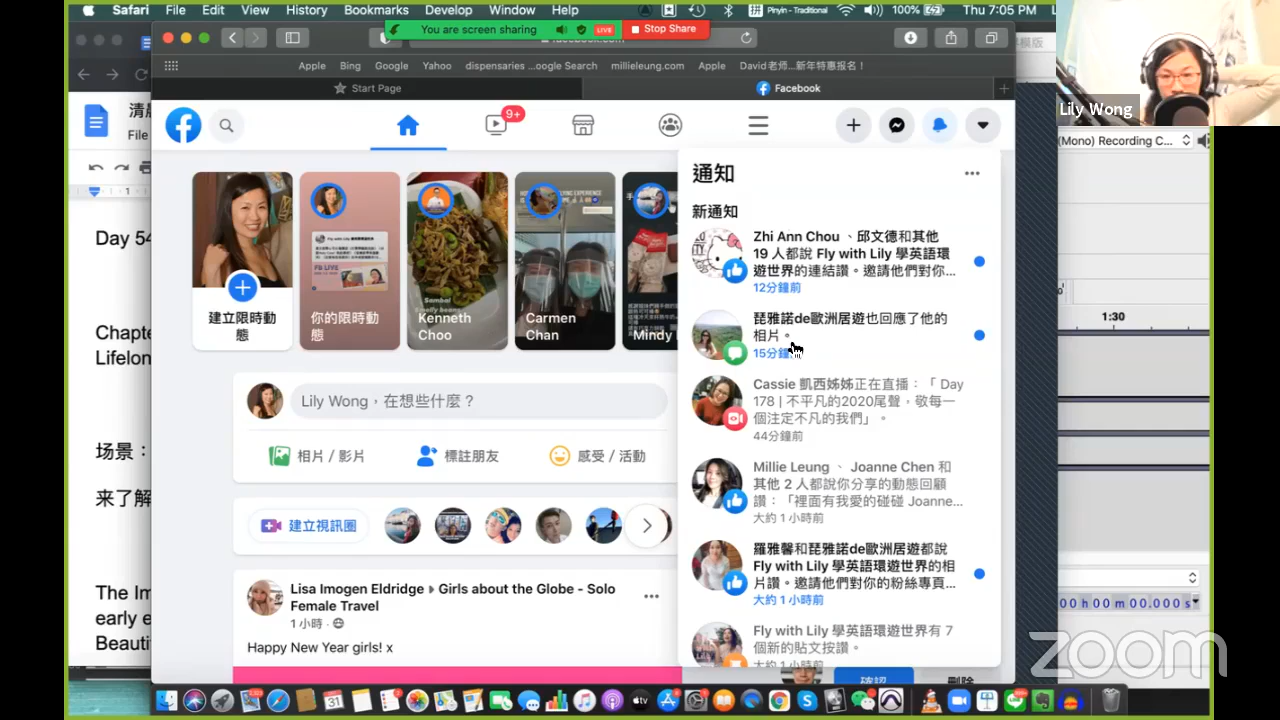 Safari File Edit View History Bookmarks Develop Window Help Pinyin - Traditional 100% Thu 7:05 PM
You are screen sharing LIVE Stop Share
Apple Bing Google Yahoo dispensaries ...oogle Search millieleung.com Apple David老师...新年特惠报名！
Start Page Facebook
Lily Wong
(Mono) Recording C...
File
9+
通知
新通知
Zhi Ann Chou 、邱文德和其他
19 人都說 Fly with Lily 學英語環
遊世界的連結讚。邀請他們對你...
12分鐘前
琵雅諾de歐洲居遊也回應了他的
相片。
15分鐘
Cassie 凱西姊姊正在直播：「 Day
178 | 不平凡的2020尾聲，敬每一
個注定不凡的我們」。
44分鐘前
Millie Leung 、 Joanne Chen 和
其他 2 人都說你分享的動態回顧
讚：「裡面有我愛的碰碰 Joanne...
大約 1 小時前
羅雅馨和琵雅諾de歐洲居遊都說
Fly with Lily 學英語環遊世界的相
片讚。邀請他們對你的粉絲專頁...
大約 1 小時前
Fly with Lily 學英語環遊世界有 7
個新的貼文按讚。
大約 1 小時前
建立限時動
態
你的限時動
態
Kenneth
Choo
Carmen
Chan
Mindy
Lily Wong，在想些什麼？
相片 / 影片
標註朋友
感受 / 活動
建立視訊圈
Lisa Imogen Eldridge ▸ Girls about the Globe - Solo
Female Travel
1 小時 ·
Happy New Year girls! x
確認 刪除
Day 54
Chapte
Lifelon
场景：
来了解
The Im
early e
Beauti
1:30
00 h 00 m 00.000 s
zoom